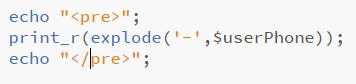 echo "<pre>";
print_r(explode('-',$userPhone));
echo "</pre>";